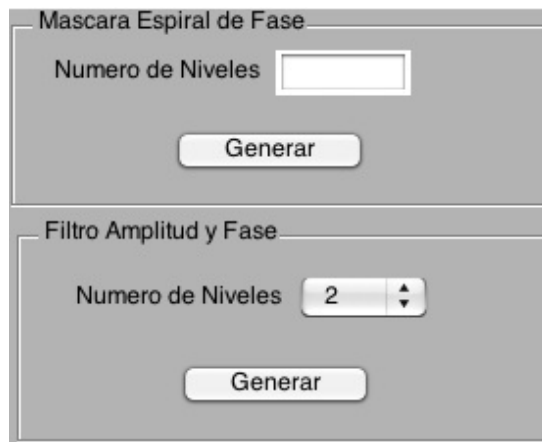 Mascara Espiral de Fase
Numero de Niveles
Generar
Filtro Amplitud y Fase
Numero de Niveles 2
Generar